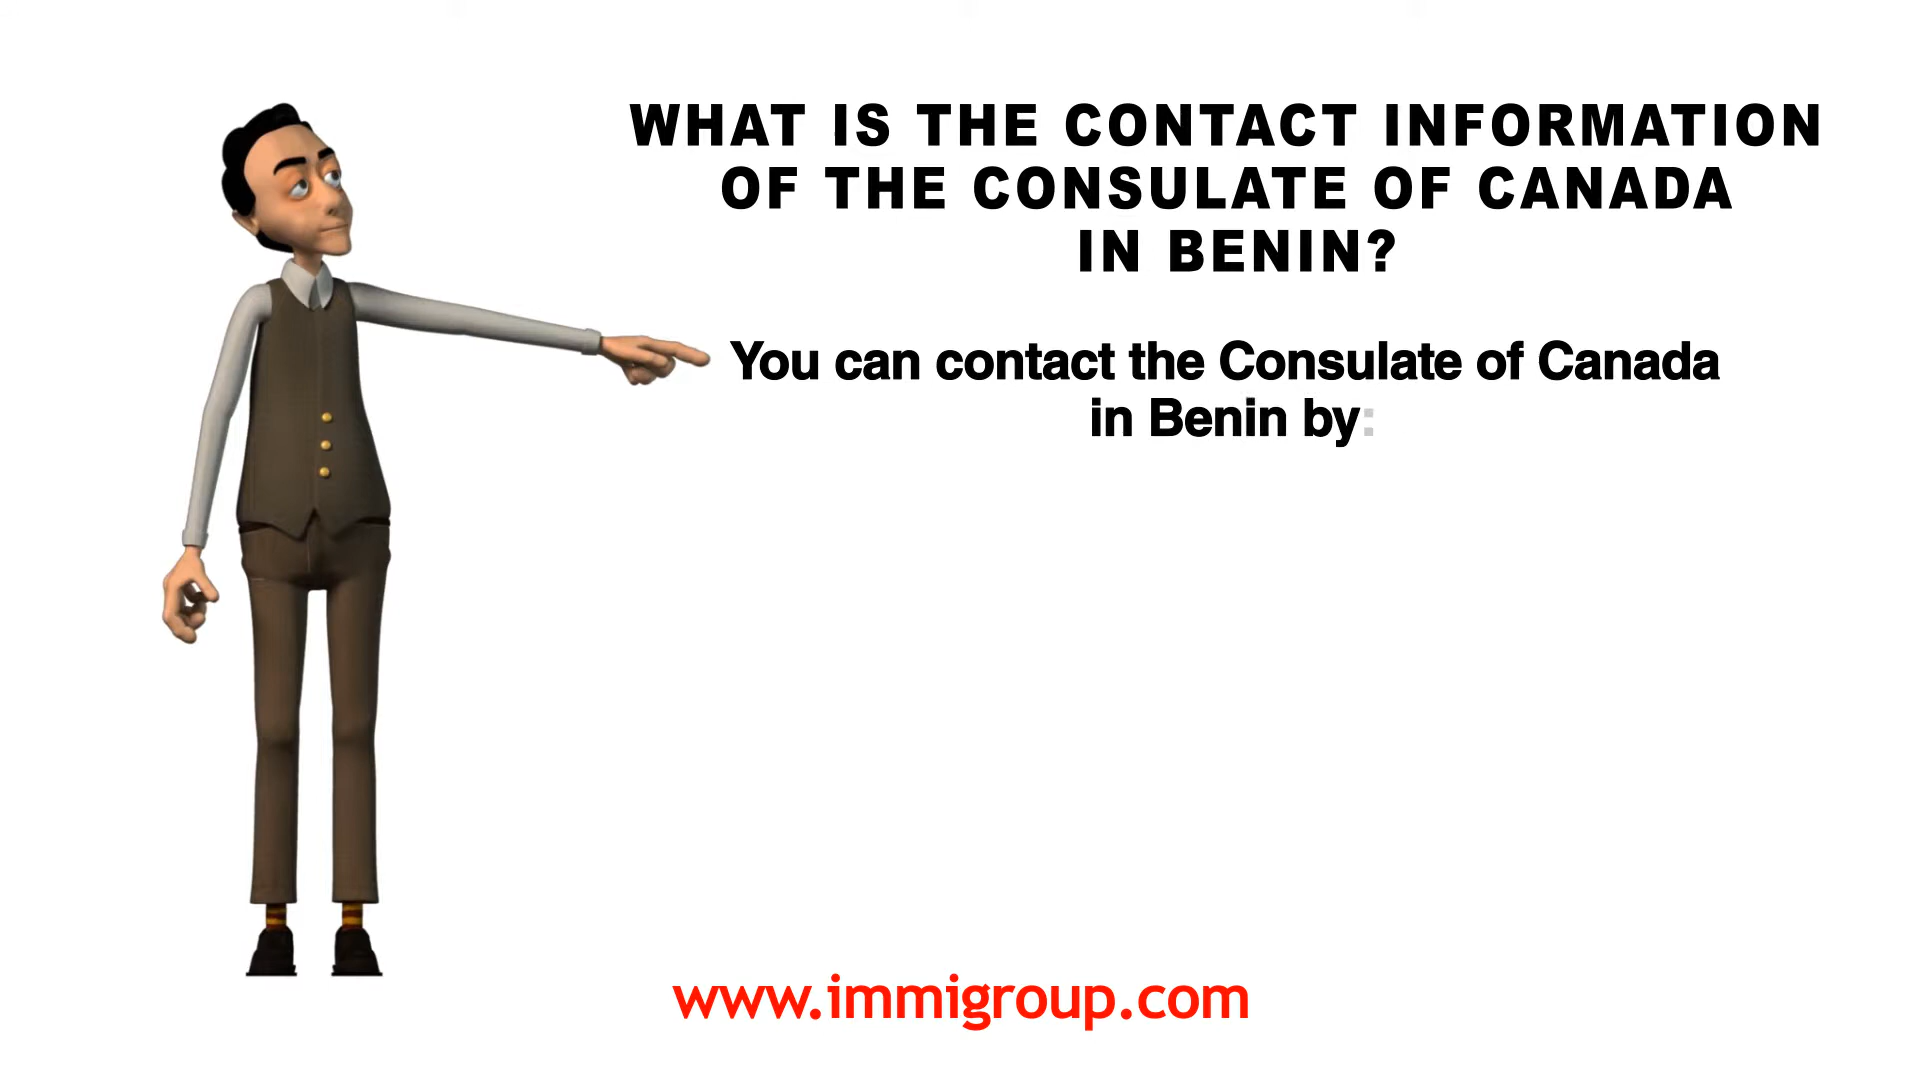 WHAT IS THE CONTACT INFORMATION
OF THE CONSULATE OF CANADA
IN BENIN?
You can contact the Consulate of Canada
in Benin by:
www.immigroup.com